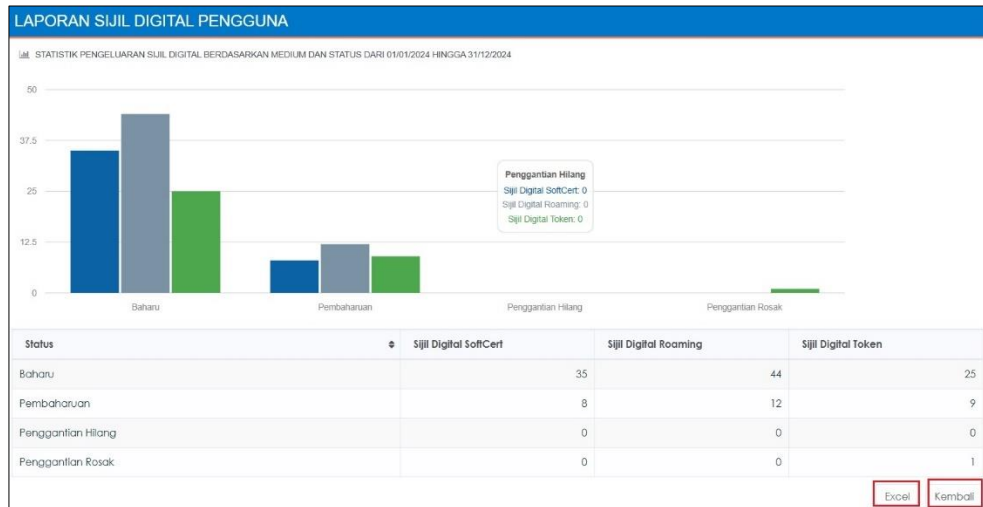 LAPORAN SIJIL DIGITAL PENGGUNA
STATISTIK PENGELUARAN SIJIL DIGITAL BERDASARKAN MEDIUM DAN STATUS DARI 01/01/2024 HINGGA 31/12/2024
50
37.5
25
12.5
0
Penggantian Hilang
Sijil Digital SoftCert: 0
Sijil Digital Roaming: 0
Sijil Digital Token: 0
Baharu Pembaharuan Penggantian Hilang Penggantian Rosak
Status Sijil Digital SoftCert Sijil Digital Roaming Sijil Digital Token
Baharu 35 44 25
Pembaharuan 8 12 9
Penggantian Hilang 0 0 0
Penggantian Rosak 0 0 1
Excel Kembali